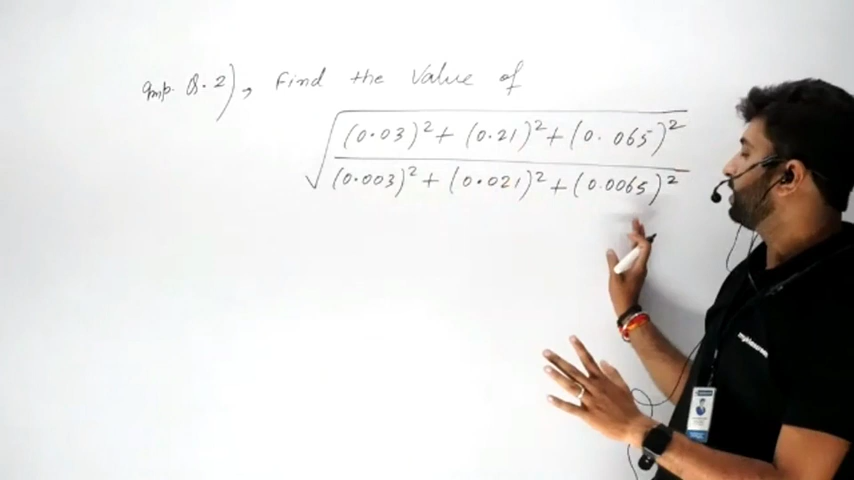 Imp. Q.2), Find the value of
√((0.03)² + (0.21)² + (0.065)²
(0.003)² + (0.021)² + (0.0065)²)